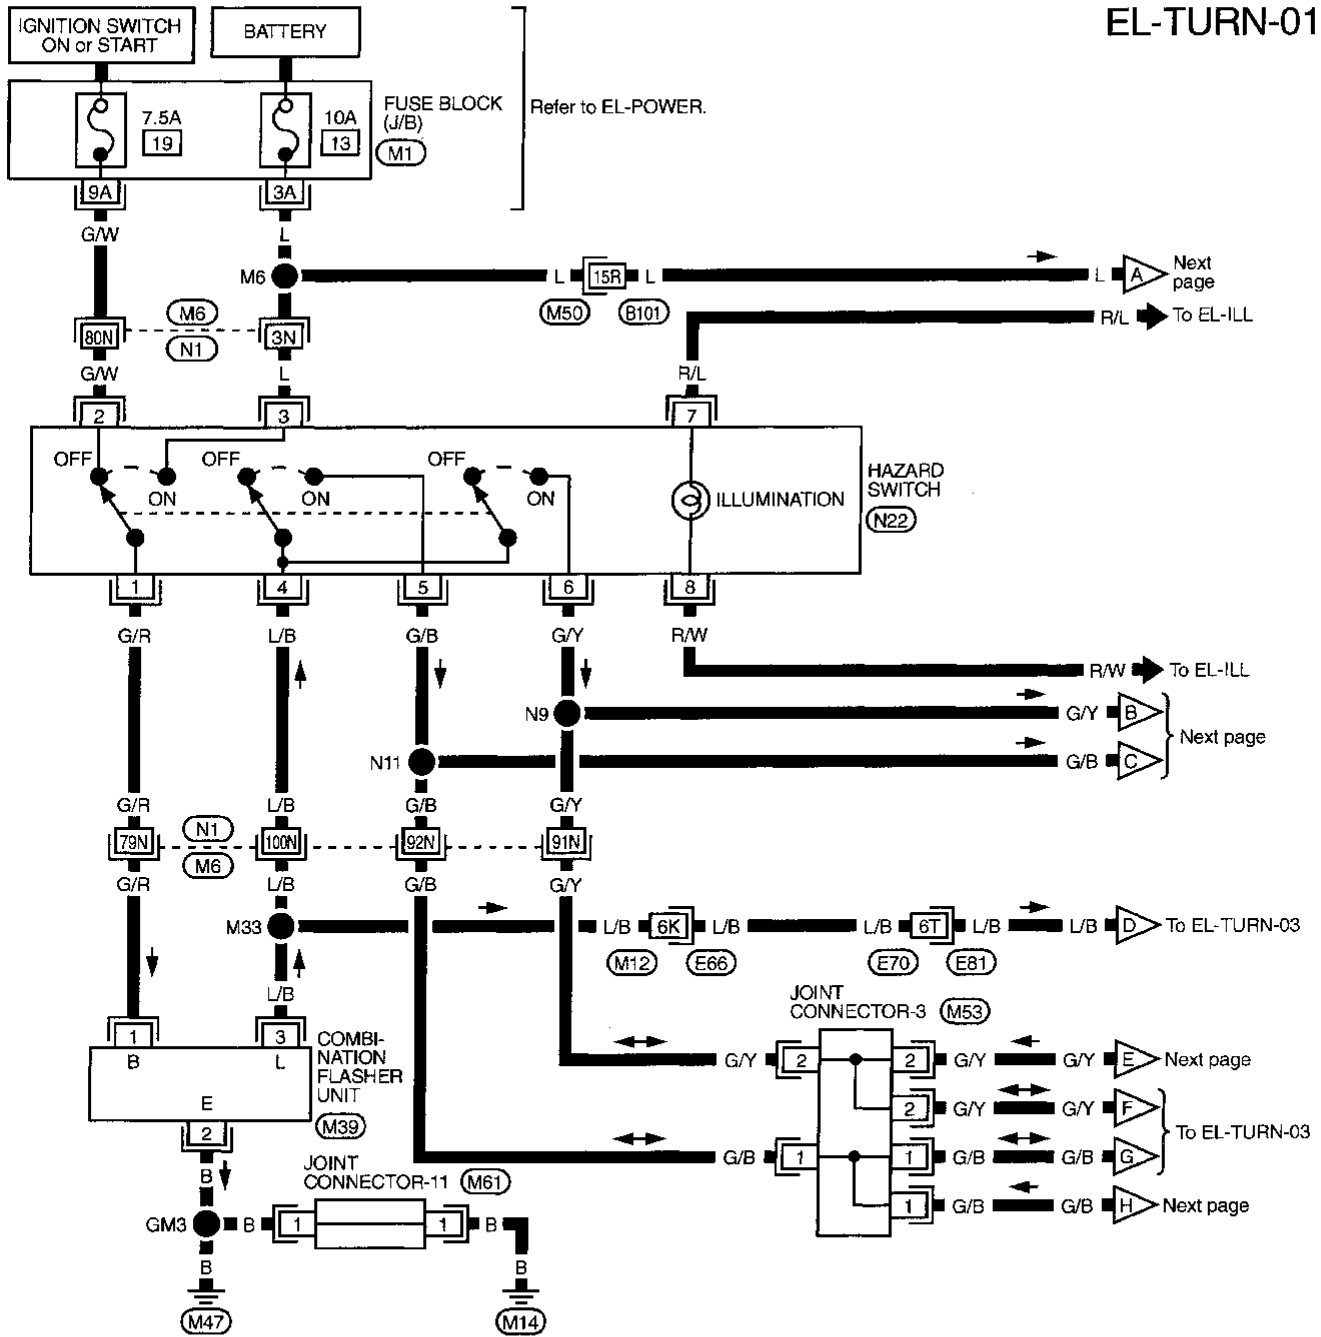 EL-TURN-01
IGNITION SWITCH
ON or START
BATTERY
7.5A
19
10A
13
FUSE BLOCK
(J/B)
M1
Refer to EL-POWER.
9A
3A
G/W
L
M6
L
15R
L
L
A
Next
page
M50
B101
R/L
To EL-ILL
80N
M6
N1
3N
G/W
L
R/L
2
3
7
OFF
ON
OFF
ON
OFF
ON
ILLUMINATION
HAZARD
SWITCH
N22
1
4
5
6
8
G/R
L/B
G/B
G/Y
R/W
R/W
To EL-ILL
N9
G/Y
B
N11
G/B
C
Next page
G/R
L/B
G/B
G/Y
79N
N1
M6
100N
92N
91N
G/R
L/B
G/B
G/Y
M33
L/B
6K
L/B
L/B
6T
L/B
L/B
D
To EL-TURN-03
M12
E66
E70
E81
L/B
JOINT
CONNECTOR-3
M53
1
3
B
L
E
2
COMBI-
NATION
FLASHER
UNIT
M39
G/Y
2
2
G/Y
G/Y
E
Next page
2
G/Y
G/Y
F
G/B
1
1
G/B
G/B
G
To EL-TURN-03
1
G/B
G/B
H
Next page
B
JOINT
CONNECTOR-11
M61
GM3
B
1
1
B
B
B
M47
M14